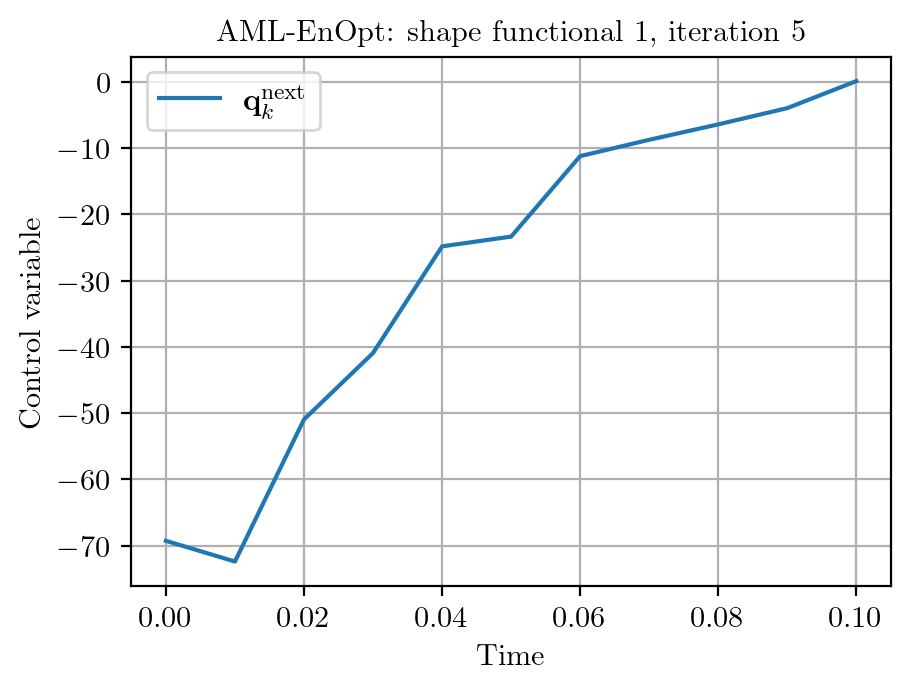 AML-EnOpt: shape functional 1, iteration 5
q_k^next
0
−10
−20
−30
−40
−50
−60
−70
Control variable
0.00 0.02 0.04 0.06 0.08 0.10
Time